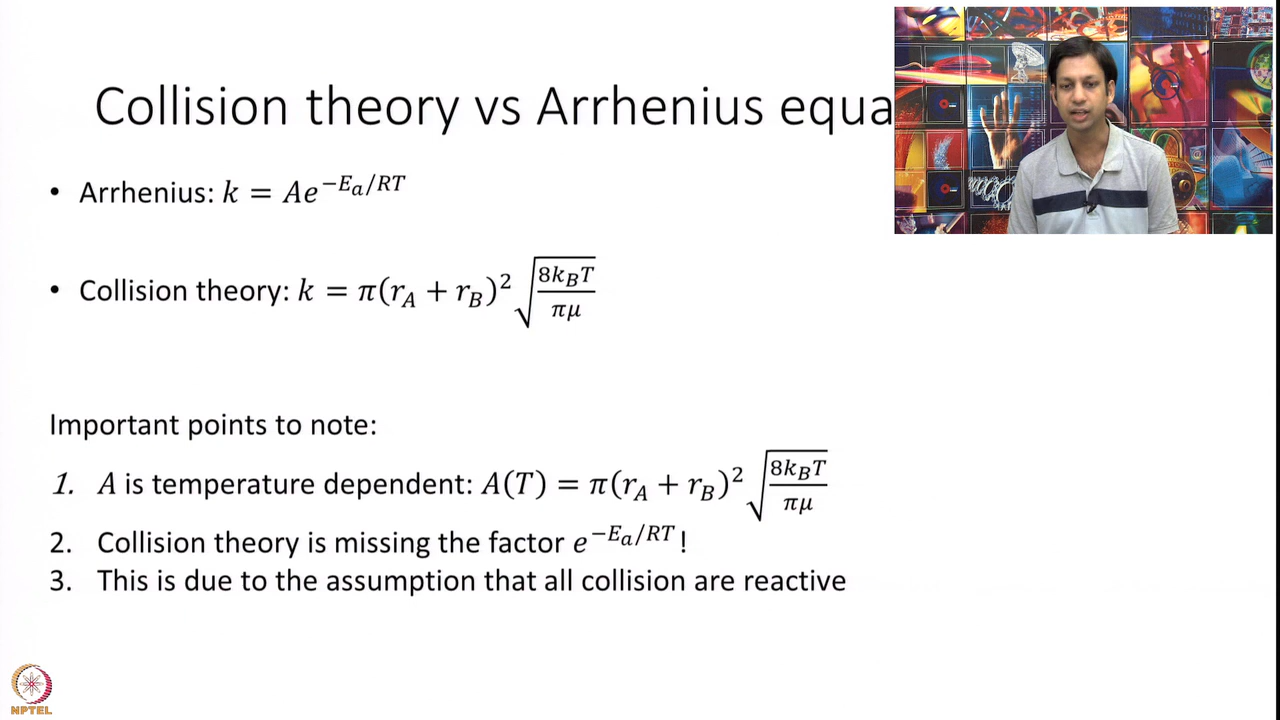 Collision theory vs Arrhenius equa
• Arrhenius: k = Ae^{−E_a/RT}
• Collision theory: k = π(r_A + r_B)^2 √(8k_BT/πμ)
Important points to note:
1. A is temperature dependent: A(T) = π(r_A + r_B)^2 √(8k_BT/πμ)
2. Collision theory is missing the factor e^{−E_a/RT}!
3. This is due to the assumption that all collision are reactive
NPTEL